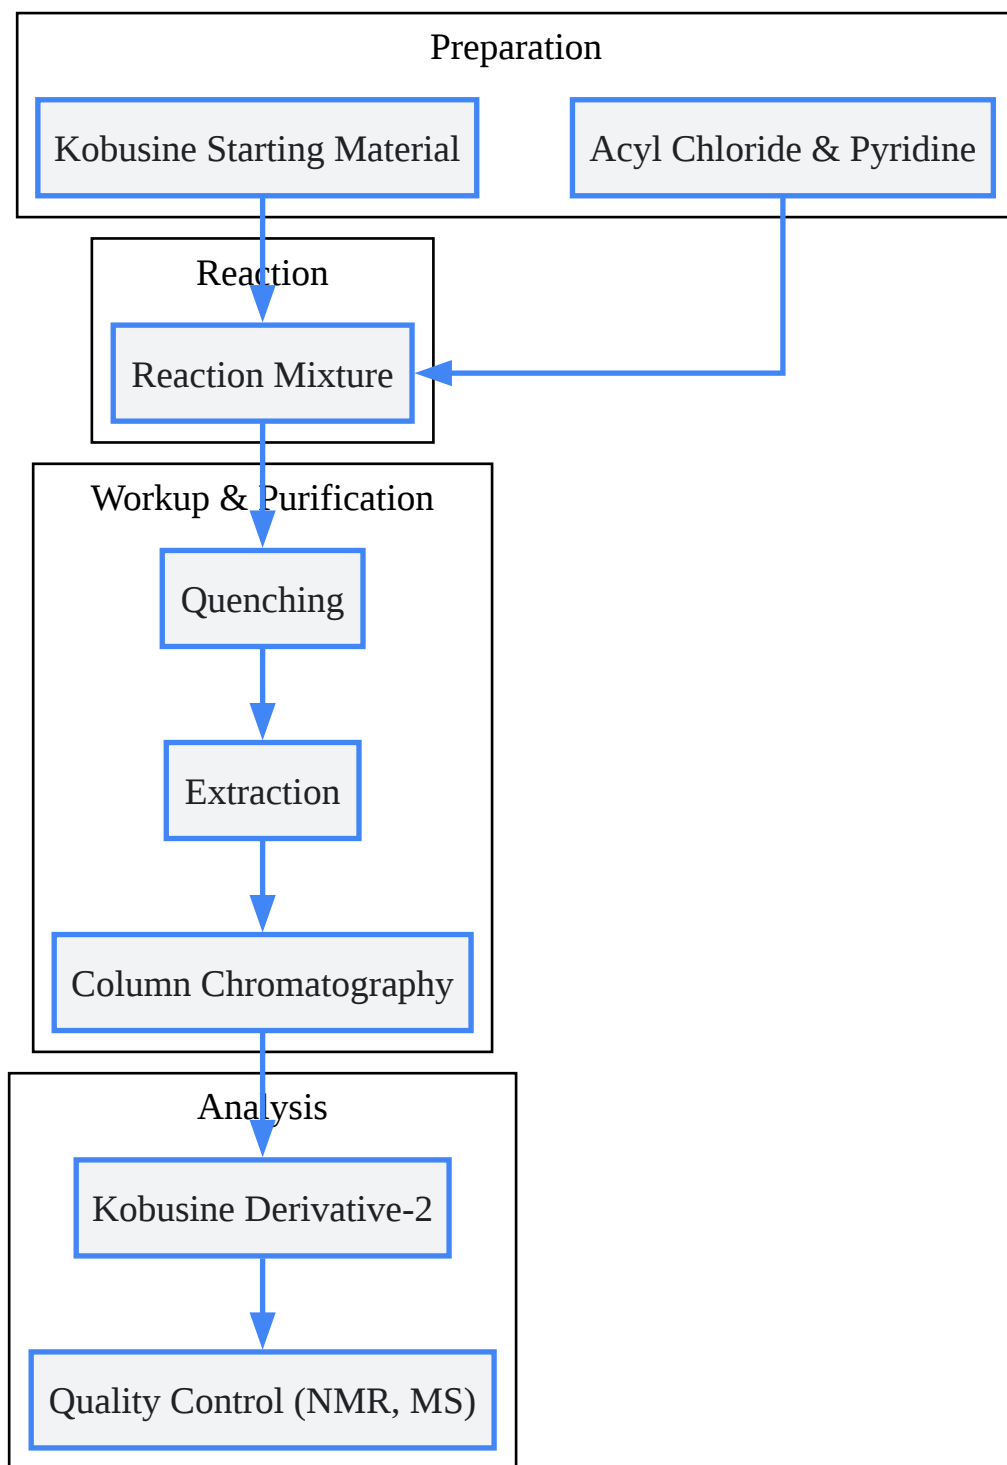 Preparation
Kobusine Starting Material
Acyl Chloride & Pyridine
Reaction
Reaction Mixture
Workup & Purification
Quenching
Extraction
Column Chromatography
Analysis
Kobusine Derivative-2
Quality Control (NMR, MS)